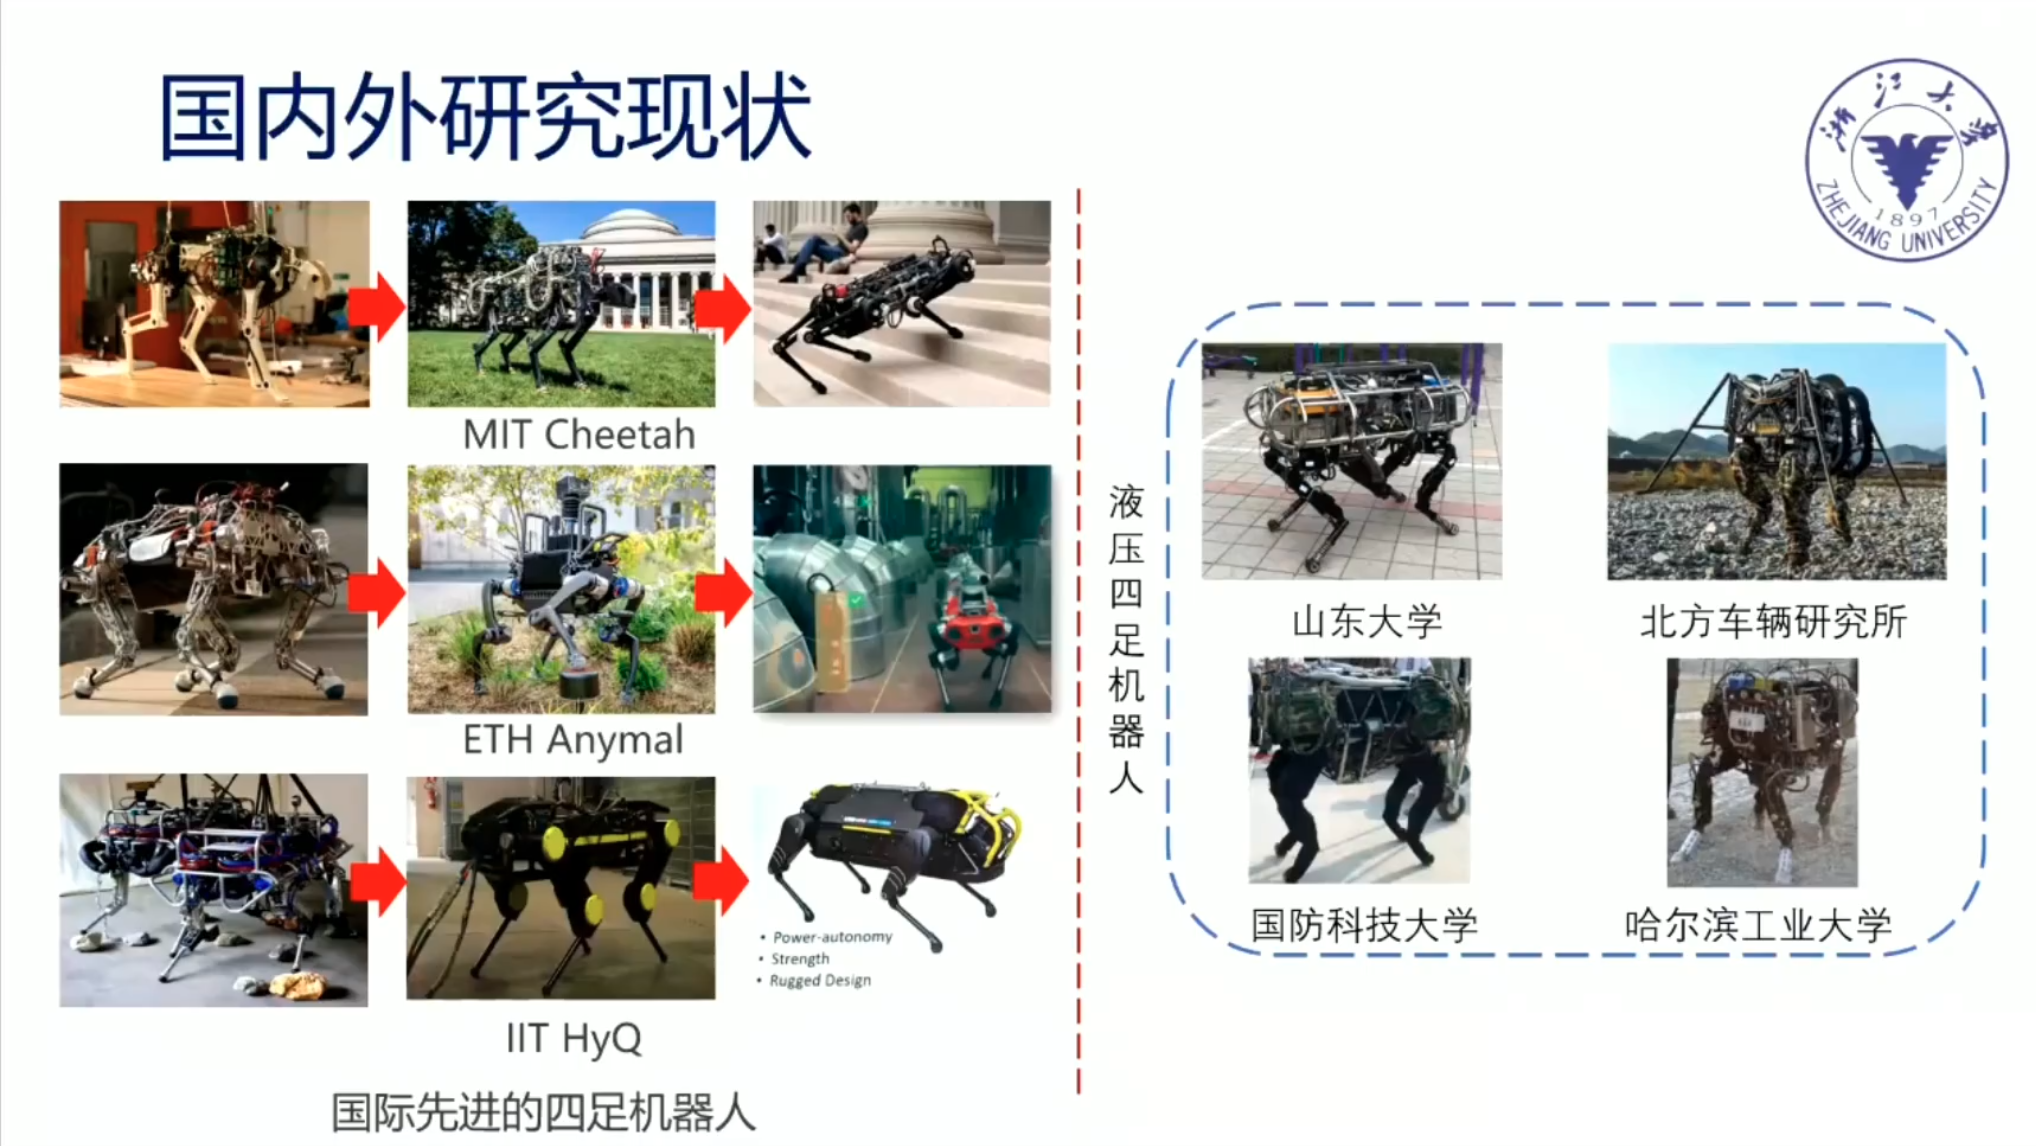 国内外研究现状
浙江大学
ZHEJIANG UNIVERSITY
1897
MIT Cheetah
ETH Anymal
• Power-autonomy
• Strength
• Rugged Design
IIT HyQ
国际先进的四足机器人
液压四足机器人
山东大学
北方车辆研究所
国防科技大学
哈尔滨工业大学